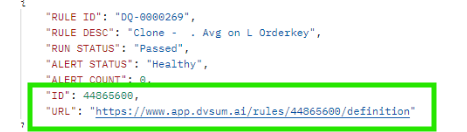 {
"RULE ID": "DQ-0000269",
"RULE DESC": "Clone -  . Avg on L Orderkey",
"RUN STATUS": "Passed",
"ALERT STATUS": "Healthy",
"ALERT COUNT": 0,
"ID": 44865600,
"URL": "https://www.app.dvsum.ai/rules/44865600/definition"
}